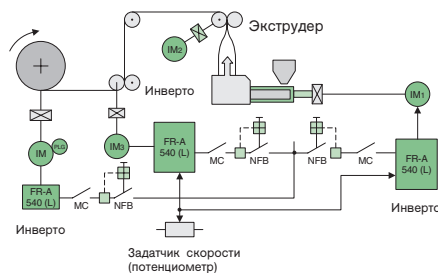 Экструдер
IM2
Инверто
IM1
IM
PLG
IM3
FR-A
540 (L)
MC
NFB
NFB
MC
FR-A
540 (L)
FR-A
540 (L)
MC
NFB
Инверто
Инверто
Задатчик скорости
(потенциометр)